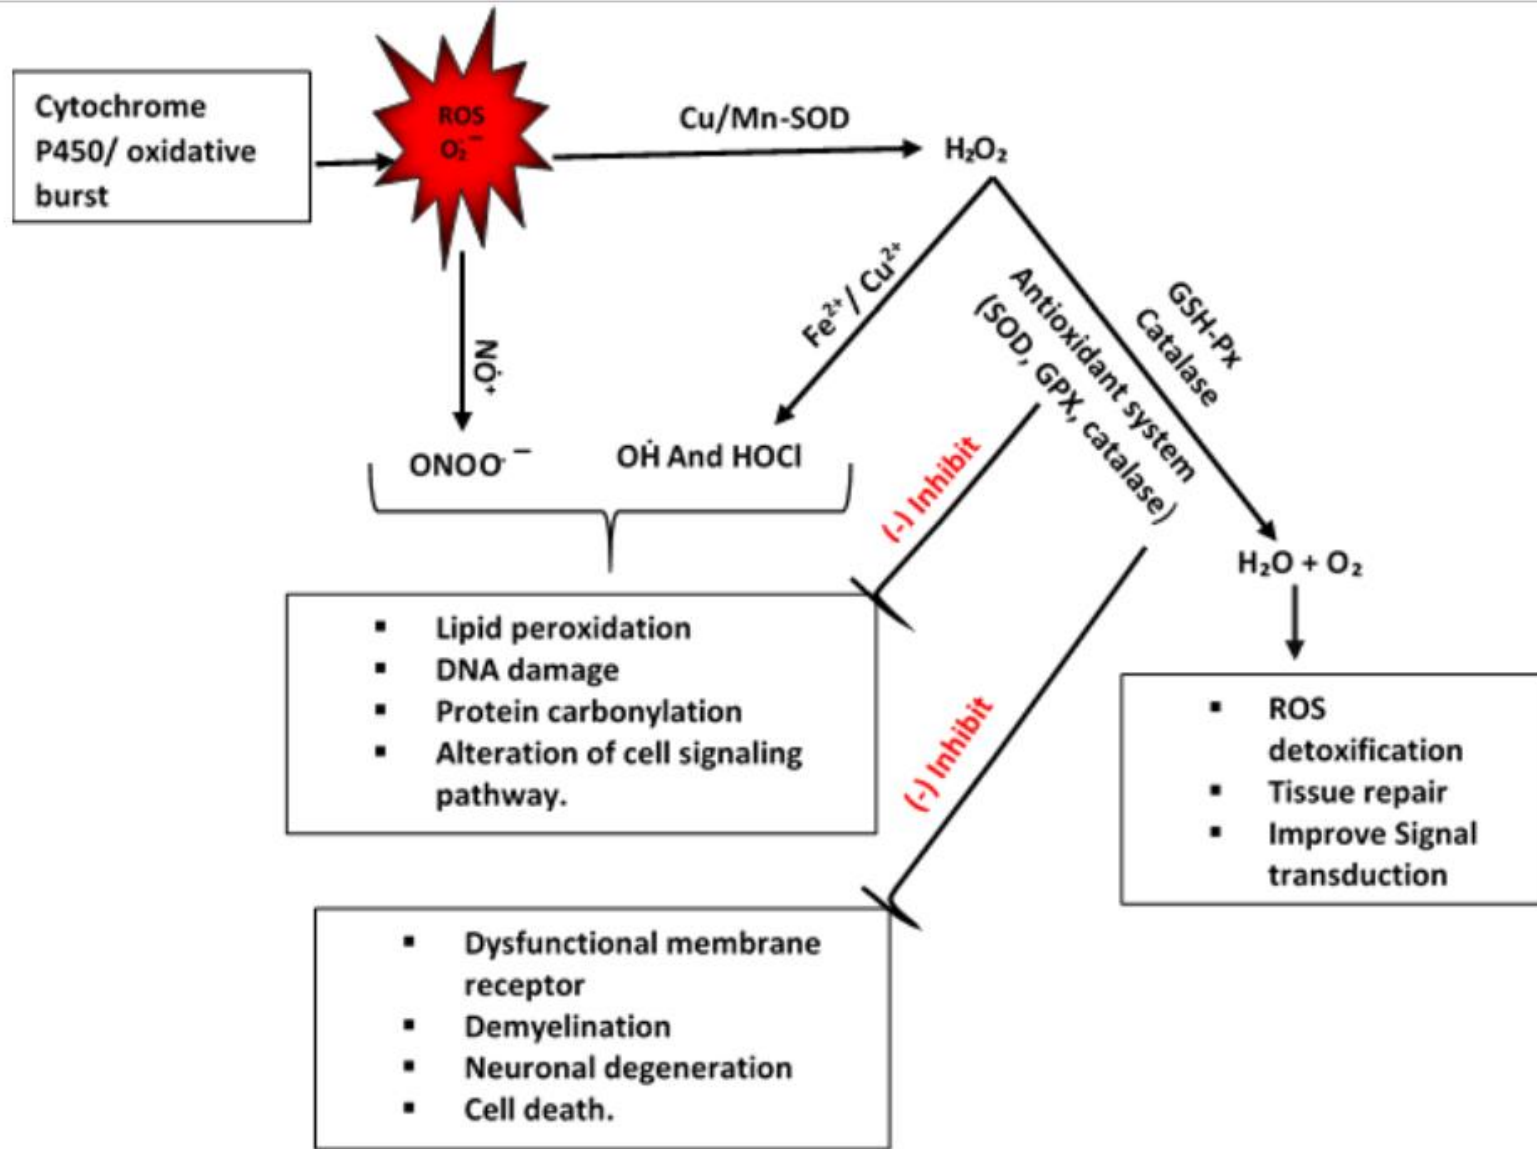 Cytochrome
P450/ oxidative
burst
ROS
O₂˙⁻
Cu/Mn-SOD
H₂O₂
NȮ⁺
Fe²⁺/ Cu²⁺
GSH-Px
Catalase
Antioxidant system
(SOD, GPX, catalase)
ONOO˙⁻
OḢ And HOCl
(-) Inhibit
H₂O + O₂
▪ Lipid peroxidation
▪ DNA damage
▪ Protein carbonylation
▪ Alteration of cell signaling
pathway.
(-) Inhibit
▪ ROS
detoxification
▪ Tissue repair
▪ Improve Signal
transduction
▪ Dysfunctional membrane
receptor
▪ Demyelination
▪ Neuronal degeneration
▪ Cell death.